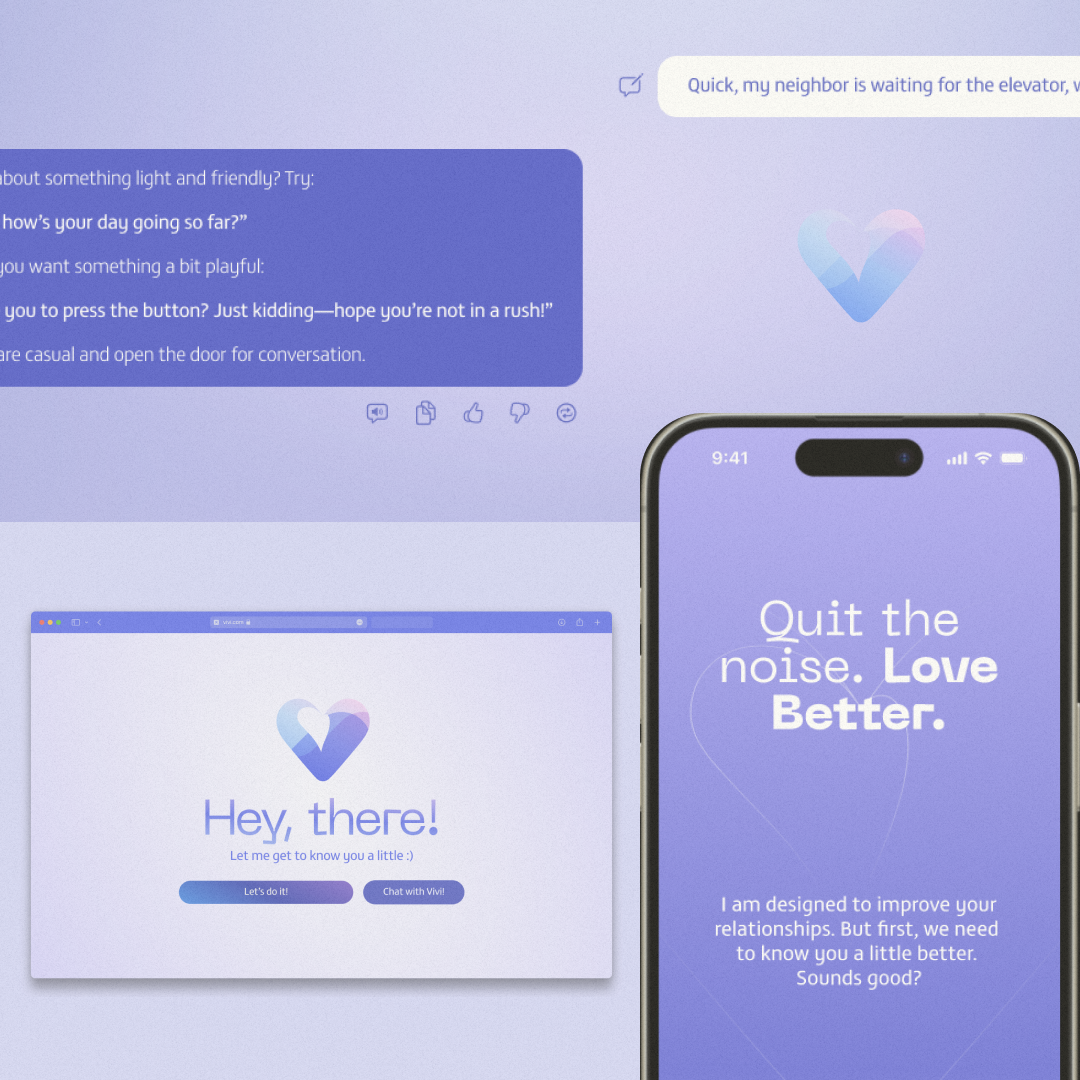 Quick, my neighbor is waiting for the elevator,
about something light and friendly? Try:
how's your day going so far?”
you want something a bit playful:
you to press the button? Just kidding—hope you're not in a rush!”
are casual and open the door for conversation.
9:41
Quit the
noise. Love
Better.
I am designed to improve your
relationships. But first, we need
to know you a little better.
Sounds good?
vivi.com
Hey, there!
Let me get to know you a little :)
Let's do it!
Chat with Vivi!